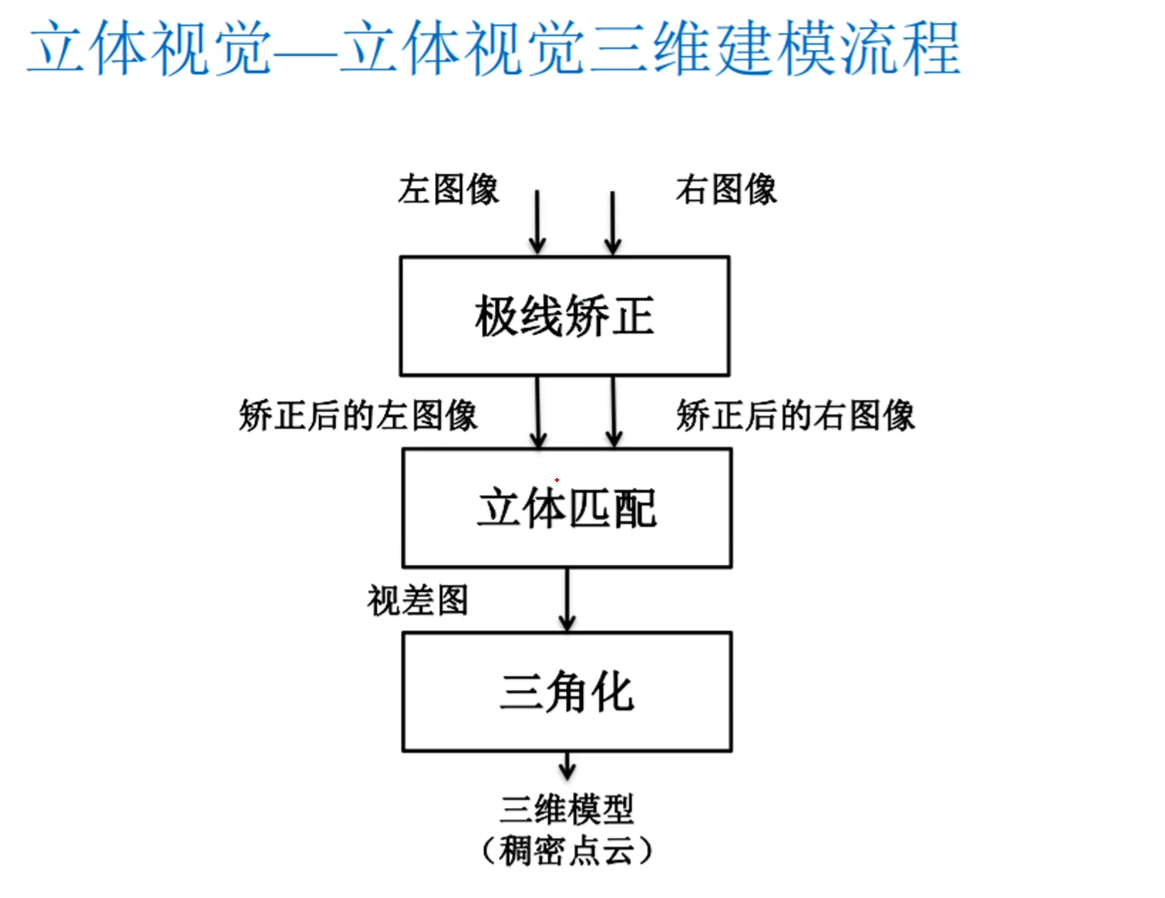 立体视觉—立体视觉三维建模流程
左图像 右图像
极线矫正
矫正后的左图像 矫正后的右图像
立体匹配
视差图
三角化
三维模型
（稠密点云）